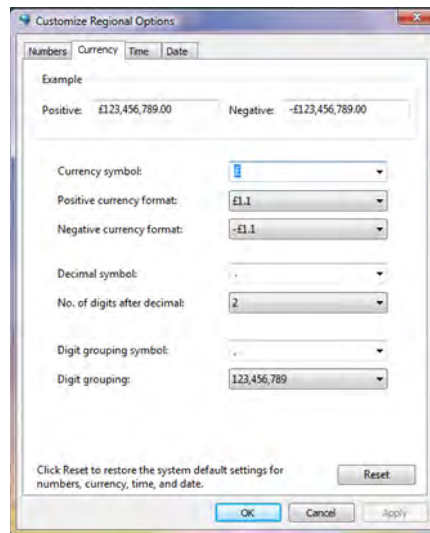 Customize Regional Options
Numbers Currency Time Date
Example
Positive: £123,456,789.00 Negative: -£123,456,789.00
Currency symbol: £
Positive currency format: £1.1
Negative currency format: -£1.1
Decimal symbol: .
No. of digits after decimal: 2
Digit grouping symbol: ,
Digit grouping: 123,456,789
Click Reset to restore the system default settings for
numbers, currency, time, and date. Reset
OK Cancel Apply